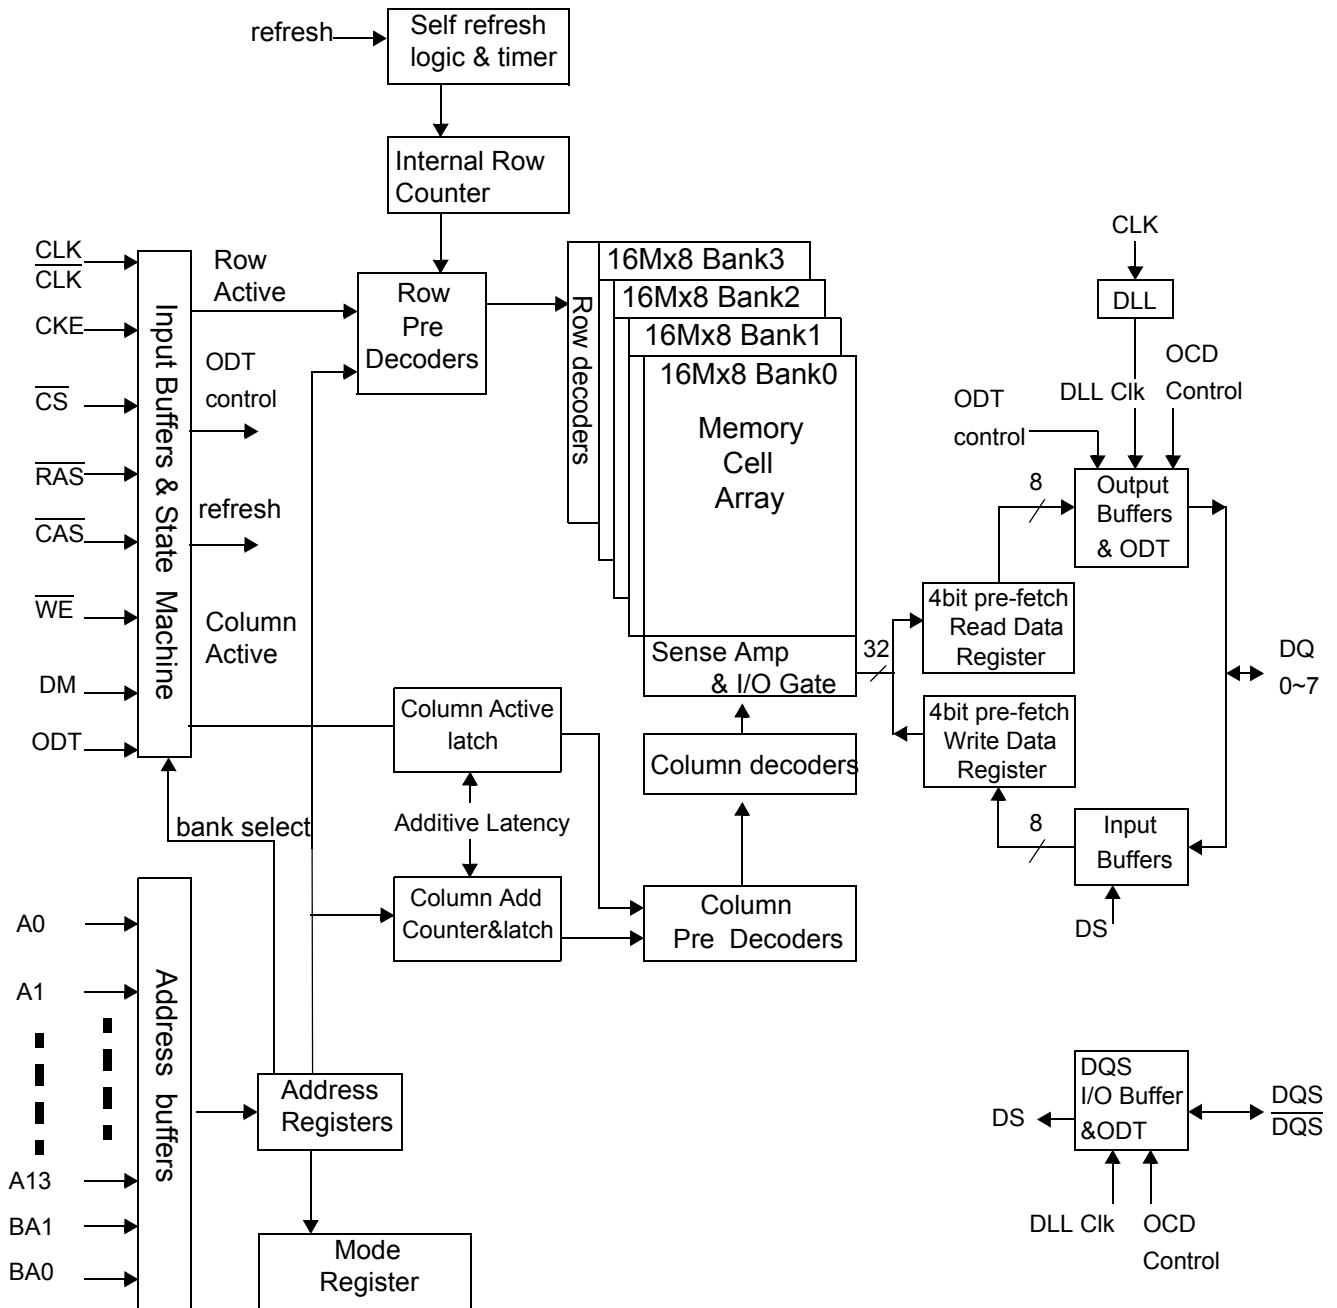 refresh
Self refresh
logic & timer
Internal Row
Counter
CLK
CLK
CKE
CS
RAS
CAS
WE
DM
ODT
Input Buffers & State Machine
Row
Active
ODT
control
refresh
Column
Active
bank select
Row
Pre
Decoders
Row decoders
16Mx8 Bank3
16Mx8 Bank2
16Mx8 Bank1
16Mx8 Bank0
Memory
Cell
Array
Sense Amp
& I/O Gate
Column decoders
Column Active
latch
Additive Latency
Column Add
Counter&latch
Column
Pre Decoders
32
4bit pre-fetch
Read Data
Register
4bit pre-fetch
Write Data
Register
8
8
CLK
DLL
DLL Clk
OCD
Control
ODT
control
Output
Buffers
& ODT
DQ
0~7
Input
Buffers
DS
A0
A1
A13
BA1
BA0
Address buffers
Address
Registers
Mode
Register
DS
DQS
I/O Buffer
&ODT
DQS
DQS
DLL Clk
OCD
Control